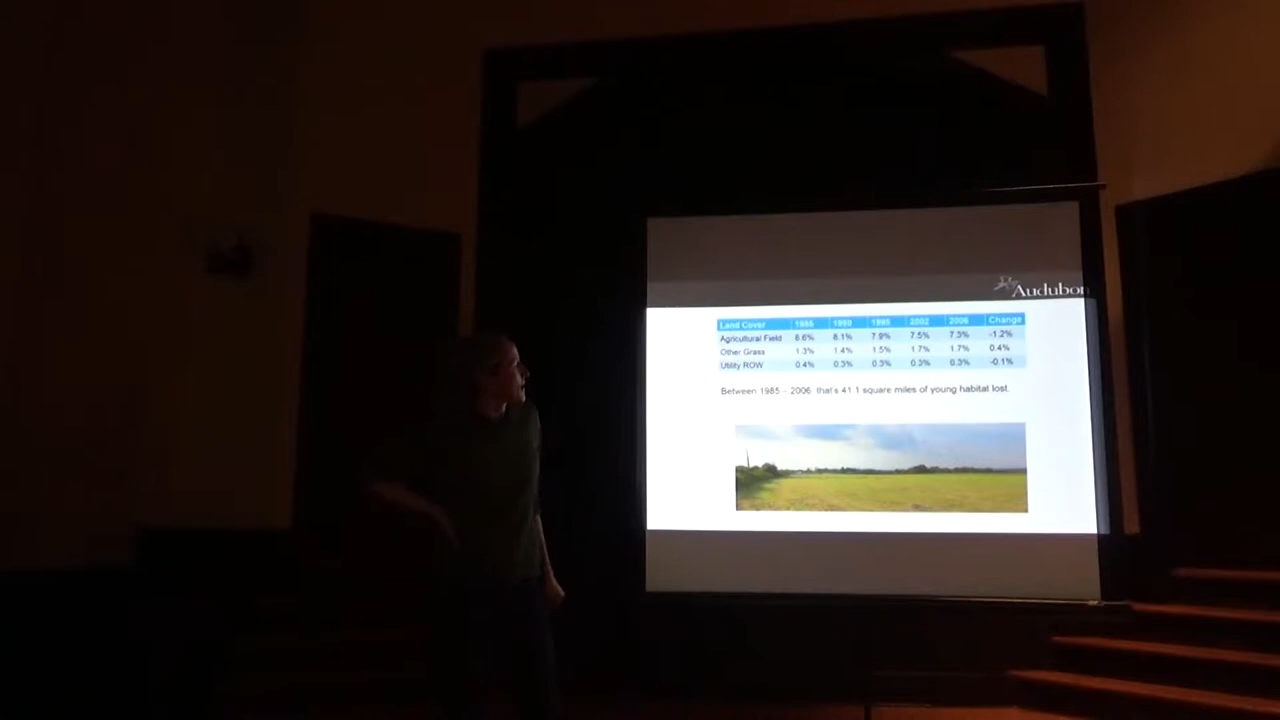 Audubon
Land Cover 1985 1990 1995 2002 2006 Change
Agricultural Field 8.6% 8.1% 7.9% 7.5% 7.3% -1.2%
Other Grass 1.3% 1.4% 1.5% 1.7% 1.7% 0.4%
Utility ROW 0.4% 0.3% 0.3% 0.3% 0.3% -0.1%
Between 1985 - 2006 that's 41.1 square miles of young habitat lost.